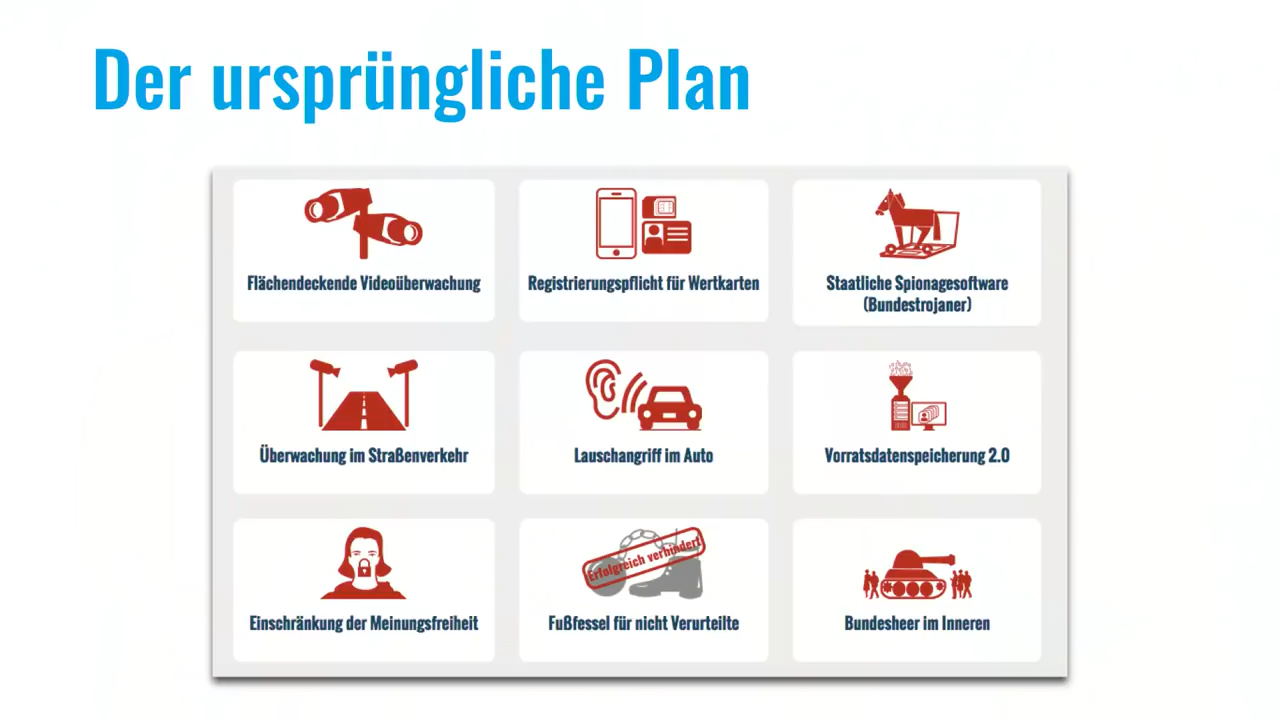 Der ursprüngliche Plan
Flächendeckende Videoüberwachung
Registrierungspflicht für Wertkarten
Staatliche Spionagesoftware
(Bundestrojaner)
Überwachung im Straßenverkehr
Lauschangriff im Auto
Vorratsdatenspeicherung 2.0
Einschränkung der Meinungsfreiheit
Erfolgreich verhindert
Fußfessel für nicht Verurteilte
Bundesheer im Inneren